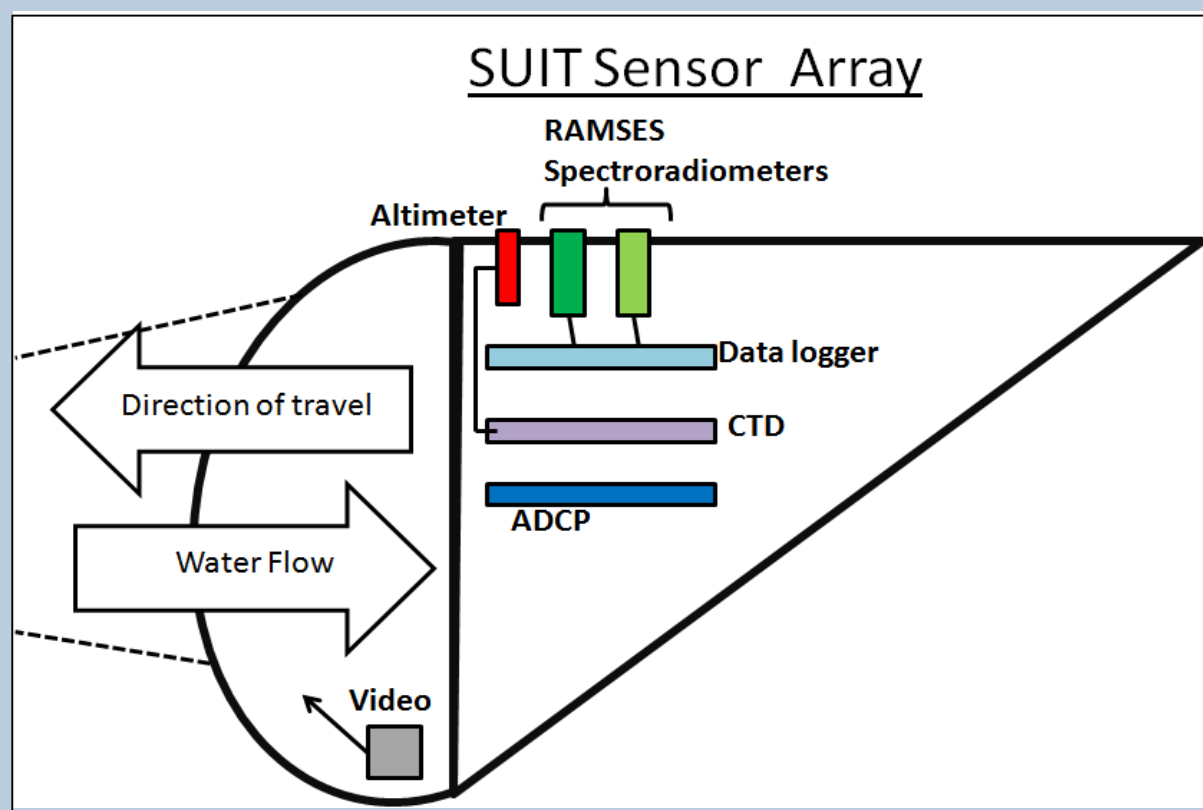 SUIT Sensor Array
RAMSES
Spectroradiometers
Altimeter
Data logger
Direction of travel
CTD
ADCP
Water Flow
Video